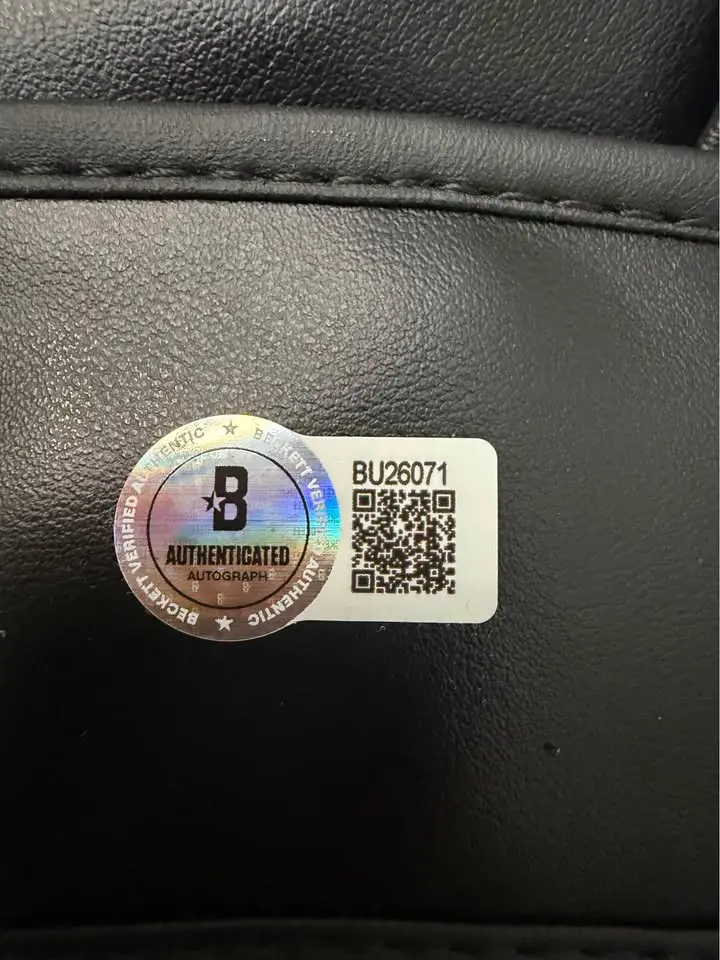 BECKETT VERIFIED AUTHENTIC ★ BECKETT VERIFIED AUTHENTIC ★
B
AUTHENTICATED
AUTOGRAPH
BU26071